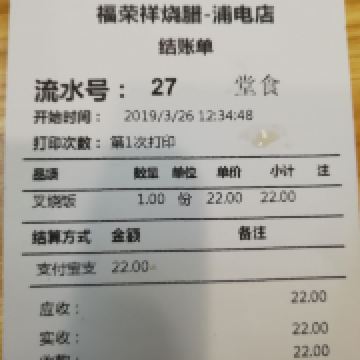 福荣祥烧腊-浦电店
结账单
流水号： 27 堂食
开始时间： 2019/3/26 12:34:48
打印次数：第1次打印
品项 数量 单位 单价 小计 注
叉烧饭 1.00 份 22.00 22.00
结算方式 金额 备注
支付宝支 22.00
应收： 22.00
实收： 22.00
22.00